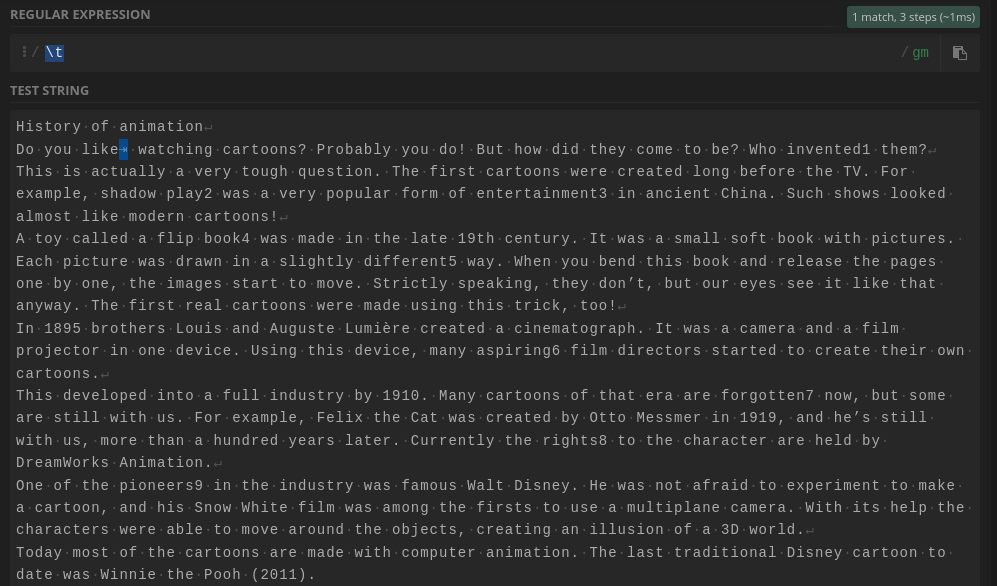 REGULAR EXPRESSION
1 match, 3 steps (~1ms)
/ \t / gm
TEST STRING
History·of·animation↵
Do·you·like⇥·watching·cartoons?·Probably·you·do!·But·how·did·they·come·to·be?·Who·invented1·them?↵
This·is·actually·a·very·tough·question.·The·first·cartoons·were·created·long·before·the·TV.·For·
example,·shadow·play2·was·a·very·popular·form·of·entertainment3·in·ancient·China.·Such·shows·looked·
almost·like·modern·cartoons!↵
A·toy·called·a·flip·book4·was·made·in·the·late·19th·century.·It·was·a·small·soft·book·with·pictures.·
Each·picture·was·drawn·in·a·slightly·different5·way.·When·you·bend·this·book·and·release·the·pages·
one·by·one,·the·images·start·to·move.·Strictly·speaking,·they·don’t,·but·our·eyes·see·it·like·that·
anyway.·The·first·real·cartoons·were·made·using·this·trick,·too!↵
In·1895·brothers·Louis·and·Auguste·Lumière·created·a·cinematograph.·It·was·a·camera·and·a·film·
projector·in·one·device.·Using·this·device,·many·aspiring6·film·directors·started·to·create·their·own·
cartoons.↵
This·developed·into·a·full·industry·by·1910.·Many·cartoons·of·that·era·are·forgotten7·now,·but·some·
are·still·with·us.·For·example,·Felix·the·Cat·was·created·by·Otto·Messmer·in·1919,·and·he’s·still·
with·us,·more·than·a·hundred·years·later.·Currently·the·rights8·to·the·character·are·held·by·
DreamWorks·Animation.↵
One·of·the·pioneers9·in·the·industry·was·famous·Walt·Disney.·He·was·not·afraid·to·experiment·to·make·
a·cartoon,·and·his·Snow·White·film·was·among·the·firsts·to·use·a·multiplane·camera.·With·its·help·the·
characters·were·able·to·move·around·the·objects,·creating·an·illusion·of·a·3D·world.↵
Today·most·of·the·cartoons·are·made·with·computer·animation.·The·last·traditional·Disney·cartoon·to·
date·was·Winnie·the·Pooh·(2011).